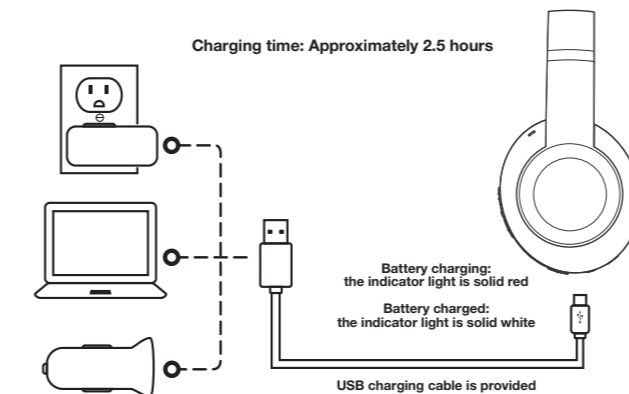 Charging time: Approximately 2.5 hours
Battery charging:
the indicator light is solid red
Battery charged:
the indicator light is solid white
USB charging cable is provided